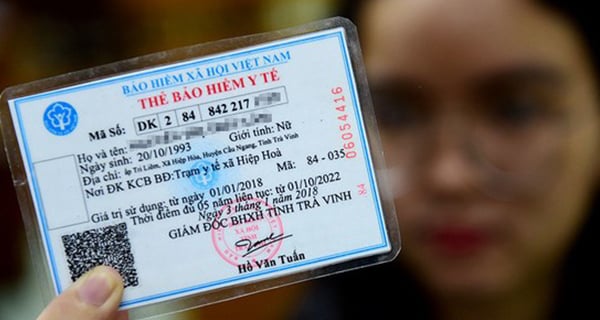 BẢO HIỂM XÃ HỘI VIỆT NAM
THẺ BẢO HIỂM Y TẾ
Mã Số: DK 2 84 842 217
Họ và tên:
Ngày sinh: 20/10/1993 Giới tính: Nữ
Địa chỉ: ấp Trì Liêm, Xã Hiệp Hòa, Huyện Cầu Ngang, Tỉnh Trà Vinh
Nơi ĐK KCB BĐ: Trạm y tế xã Hiệp Hoà Mã: 84 - 035
Giá trị sử dụng: từ ngày 01/01/2018
Thời điểm đủ 05 năm liên tục: từ 01/10/2022
Ngày 3 tháng 1 năm 2018
GIÁM ĐỐC BHXH TỈNH TRÀ VINH
Hồ Văn Tuấn
84 06054416